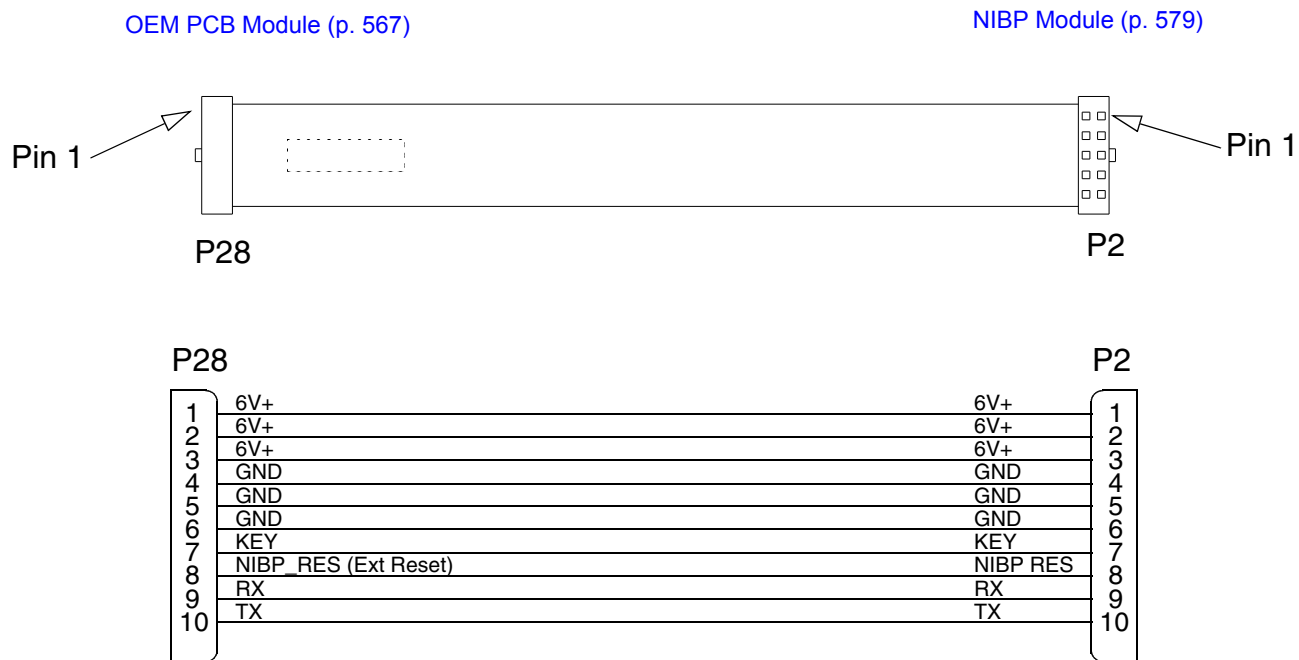 OEM PCB Module (p. 567)
NIBP Module (p. 579)
Pin 1
Pin 1
P28
P2
P28
P2
1 6V+ 6V+ 1
2 6V+ 6V+ 2
3 6V+ 6V+ 3
4 GND GND 4
5 GND GND 5
6 GND GND 6
7 KEY KEY 7
8 NIBP_RES (Ext Reset) NIBP RES 8
9 RX RX 9
10 TX TX 10